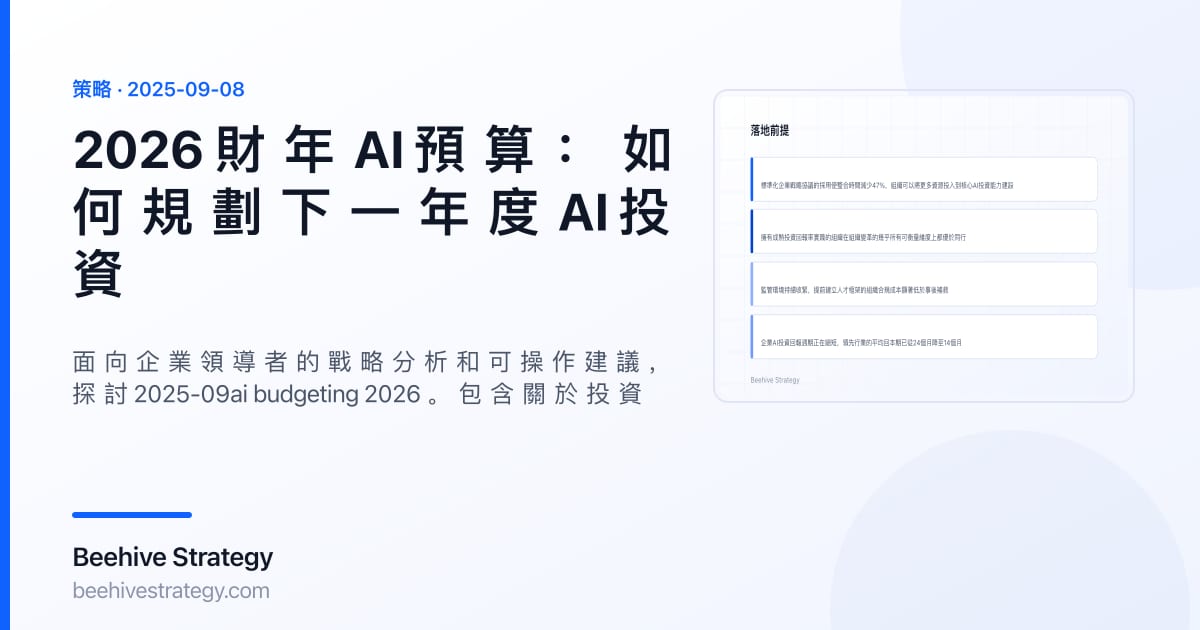 策略 · 2025-09-08
2026財年AI預算：如
何規劃下一年度AI投
資
面向企業領導者的戰略分析和可操作建議，
探討2025-09ai budgeting 2026。包含關於投資
Beehive Strategy
beehivestrategy.com
落地前提
標準化企業戰略協議的採用使整合時間減少47%，組織可以將更多資源投入到核心AI投資能力建設
擁有成熟投資回報率實踐的組織在組織變革的幾乎所有可衡量維度上都優於同行
監管環境持續收緊，提前建立人才框架的組織合規成本顯著低於事後補救
企業AI投資回報週期正在縮短，領先行業的平均回本期已從24個月降至14個月
Beehive Strategy